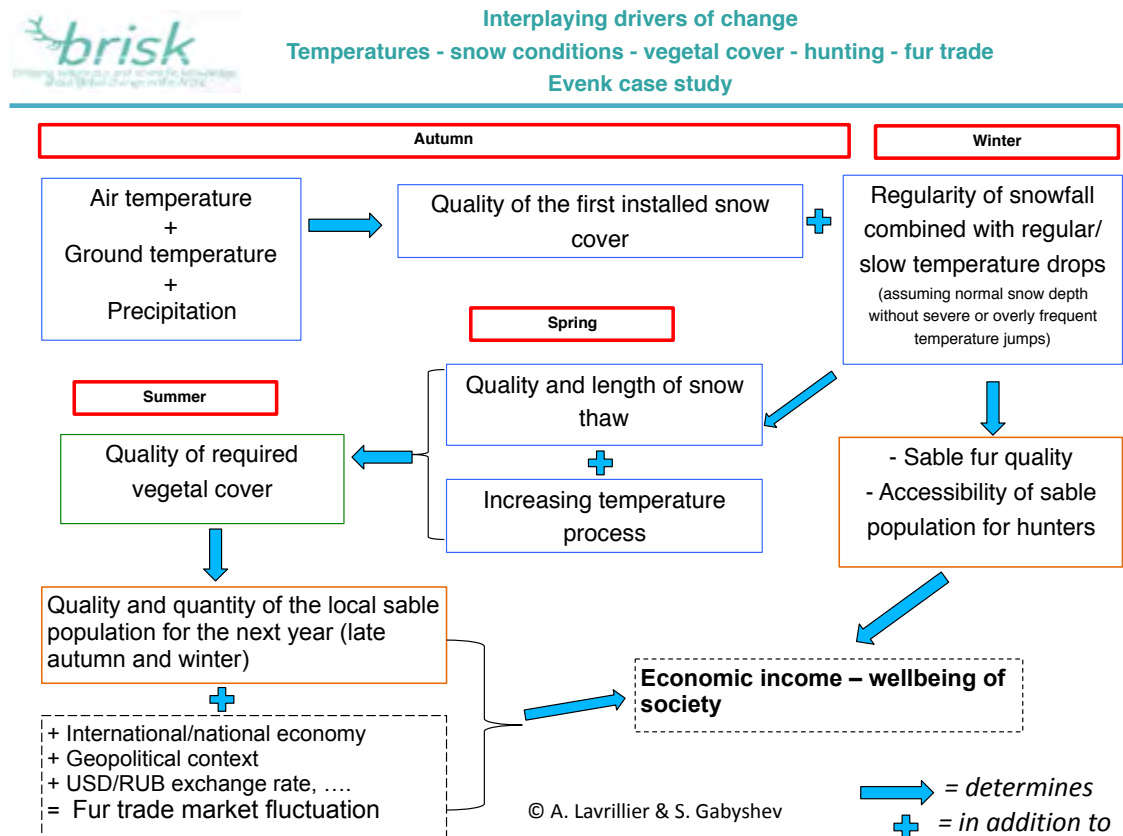 brisk
Interplaying drivers of change
Temperatures - snow conditions - vegetal cover - hunting - fur trade
Evenk case study
Autumn
Winter
Air temperature
+
Ground temperature
+
Precipitation
Quality of the first installed snow
cover
Regularity of snowfall
combined with regular/
slow temperature drops
(assuming normal snow depth
without severe or overly frequent
temperature jumps)
Spring
Quality and length of snow
thaw
Increasing temperature
process
Summer
Quality of required
vegetal cover
- Sable fur quality
- Accessibility of sable
population for hunters
Quality and quantity of the local sable
population for the next year (late
autumn and winter)
+ International/national economy
+ Geopolitical context
+ USD/RUB exchange rate, ....
= Fur trade market fluctuation
Economic income – wellbeing of
society
© A. Lavrillier & S. Gabyshev
= determines
= in addition to